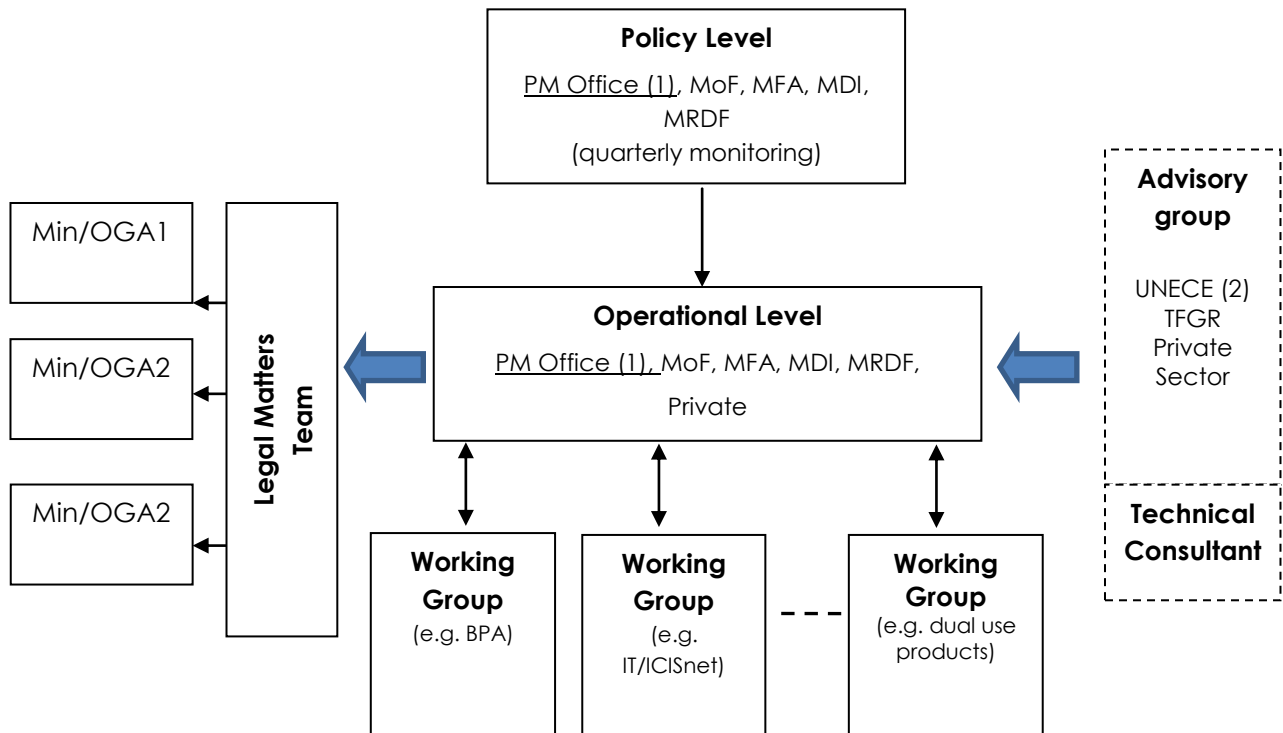 Policy Level
PM Office (1), MoF, MFA, MDI,
MRDF
(quarterly monitoring)
Advisory
group
UNECE (2)
TFGR
Private
Sector
Technical
Consultant
Min/OGA1
Min/OGA2
Min/OGA2
Legal Matters
Team
Operational Level
PM Office (1), MoF, MFA, MDI, MRDF,
Private
Working
Group
(e.g. BPA)
Working
Group
(e.g.
IT/ICISnet)
Working
Group
(e.g. dual use
products)